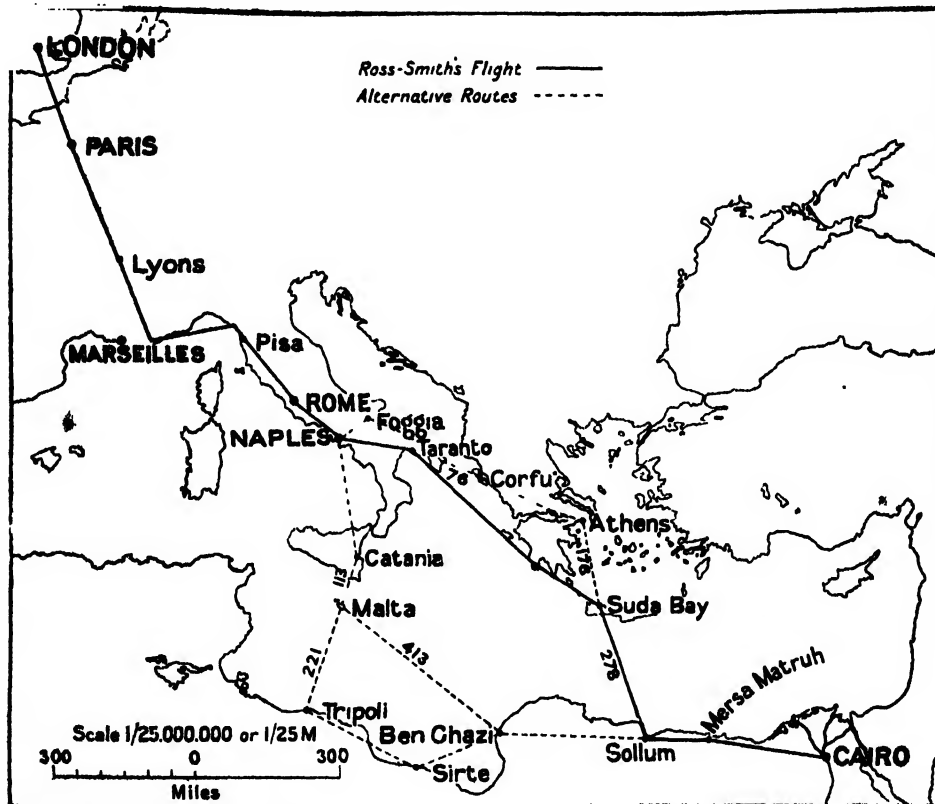 LONDON
Ross-Smith's Flight
Alternative Routes
PARIS
Lyons
MARSEILLES
Pisa
ROME
Foggia
NAPLES
Taranto
76
Corfu
Athens
178
Catania
113
Malta
Suda Bay
221
413
278
Mersa Matruh
Tripoli
Scale 1/25.000.000 or 1/25 M
Ben Ghazi
Sollum
CAIRO
Sirte
300 0 300
Miles